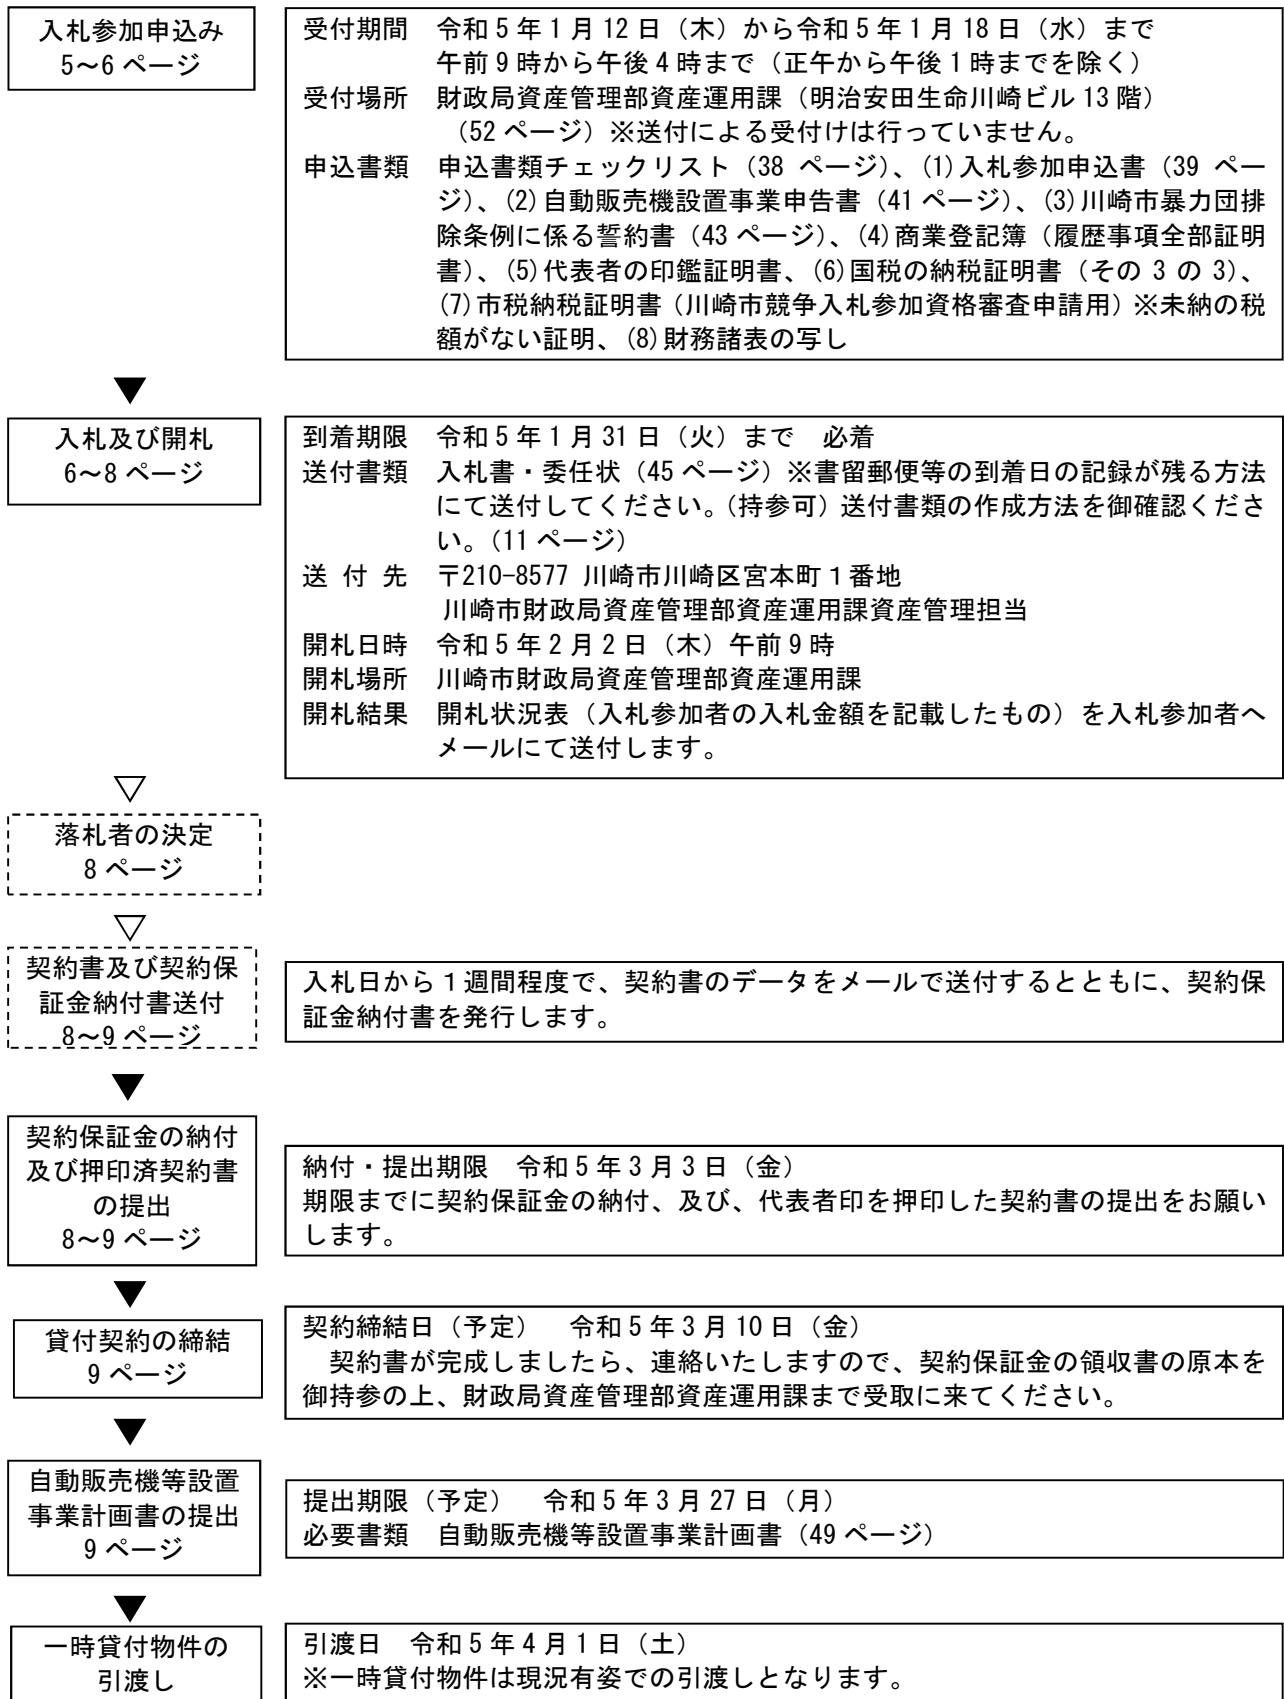 入札参加申込み
5～6 ページ
受付期間　令和 5 年 1 月 12 日（木）から令和 5 年 1 月 18 日（水）まで
午前 9 時から午後 4 時まで（正午から午後 1 時までを除く）
受付場所　財政局資産管理部資産運用課（明治安田生命川崎ビル 13 階）
（52 ページ）※送付による受付けは行っていません。
申込書類　申込書類チェックリスト（38 ページ）、(1)入札参加申込書（39 ペー
ジ）、(2)自動販売機設置事業申告書（41 ページ）、(3)川崎市暴力団排
除条例に係る誓約書（43 ページ）、(4)商業登記簿（履歴事項全部証明
書）、(5)代表者の印鑑証明書、(6)国税の納税証明書（その 3 の 3）、
(7)市税納税証明書（川崎市競争入札参加資格審査申請用）※未納の税
額がない証明、(8)財務諸表の写し
▼
入札及び開札
6～8 ページ
到着期限　令和 5 年 1 月 31 日（火）まで　必着
送付書類　入札書・委任状（45 ページ）※書留郵便等の到着日の記録が残る方法
にて送付してください。（持参可）送付書類の作成方法を御確認くださ
い。（11 ページ）
送 付 先　〒210-8577 川崎市川崎区宮本町１番地
川崎市財政局資産管理部資産運用課資産管理担当
開札日時　令和 5 年 2 月 2 日（木）午前 9 時
開札場所　川崎市財政局資産管理部資産運用課
開札結果　開札状況表（入札参加者の入札金額を記載したもの）を入札参加者へ
メールにて送付します。
▽
落札者の決定
8 ページ
▽
契約書及び契約保
証金納付書送付
8～9 ページ
入札日から１週間程度で、契約書のデータをメールで送付するとともに、契約保
証金納付書を発行します。
▼
契約保証金の納付
及び押印済契約書
の提出
8～9 ページ
納付・提出期限　令和 5 年 3 月 3 日（金）
期限までに契約保証金の納付、及び、代表者印を押印した契約書の提出をお願い
します。
▼
貸付契約の締結
9 ページ
契約締結日（予定）　令和 5 年 3 月 10 日（金）
契約書が完成しましたら、連絡いたしますので、契約保証金の領収書の原本を
御持参の上、財政局資産管理部資産運用課まで受取に来てください。
▼
自動販売機等設置
事業計画書の提出
9 ページ
提出期限（予定）　令和 5 年 3 月 27 日（月）
必要書類　自動販売機等設置事業計画書（49 ページ）
▼
一時貸付物件の
引渡し
引渡日　令和 5 年 4 月 1 日（土）
※一時貸付物件は現況有姿での引渡しとなります。